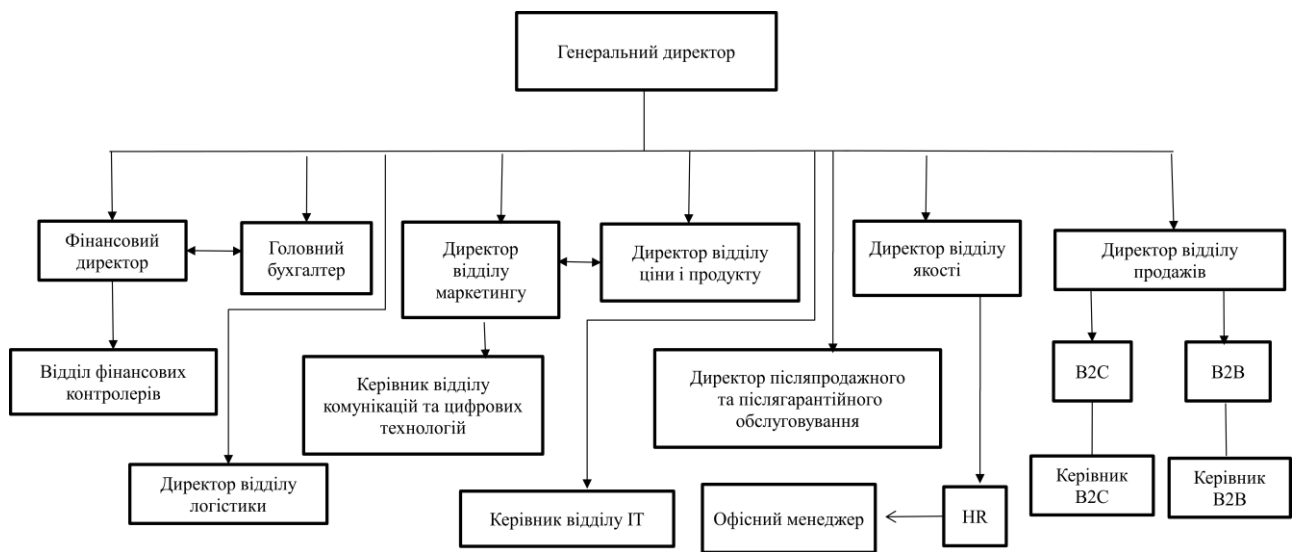 Генеральний директор
Фінансовий
директор
Головний
бухгалтер
Директор
відділу
маркетингу
Директор відділу
ціни і продукту
Директор відділу
якості
Директор відділу
продажів
Відділ фінансових
контролерів
Керівник відділу
комунікацій та цифрових
технологій
Директор післяпродажного
та післягарантійного
обслуговування
B2C
B2B
Директор відділу
логістики
Керівник відділу ІТ
Офісний менеджер
HR
Керівник
B2C
Керівник
B2B